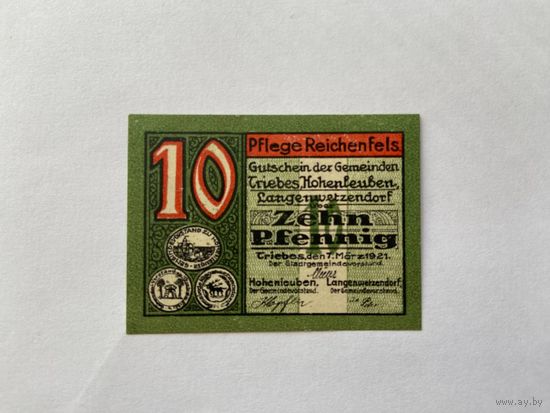 10
Pflege Reichenfels.
Gutschein der Gemeinden
Triebes, Hohenleuben,
Langenwetzendorf
10
Zehn
Pfennig
Triebes, den 7. März 1921.
Der Stadtgemeindevorstand.
Hohenleuben, Langenwetzendorf,
Der Gemeindevorstand. Der Gemeindevorstand.
www.ay.by